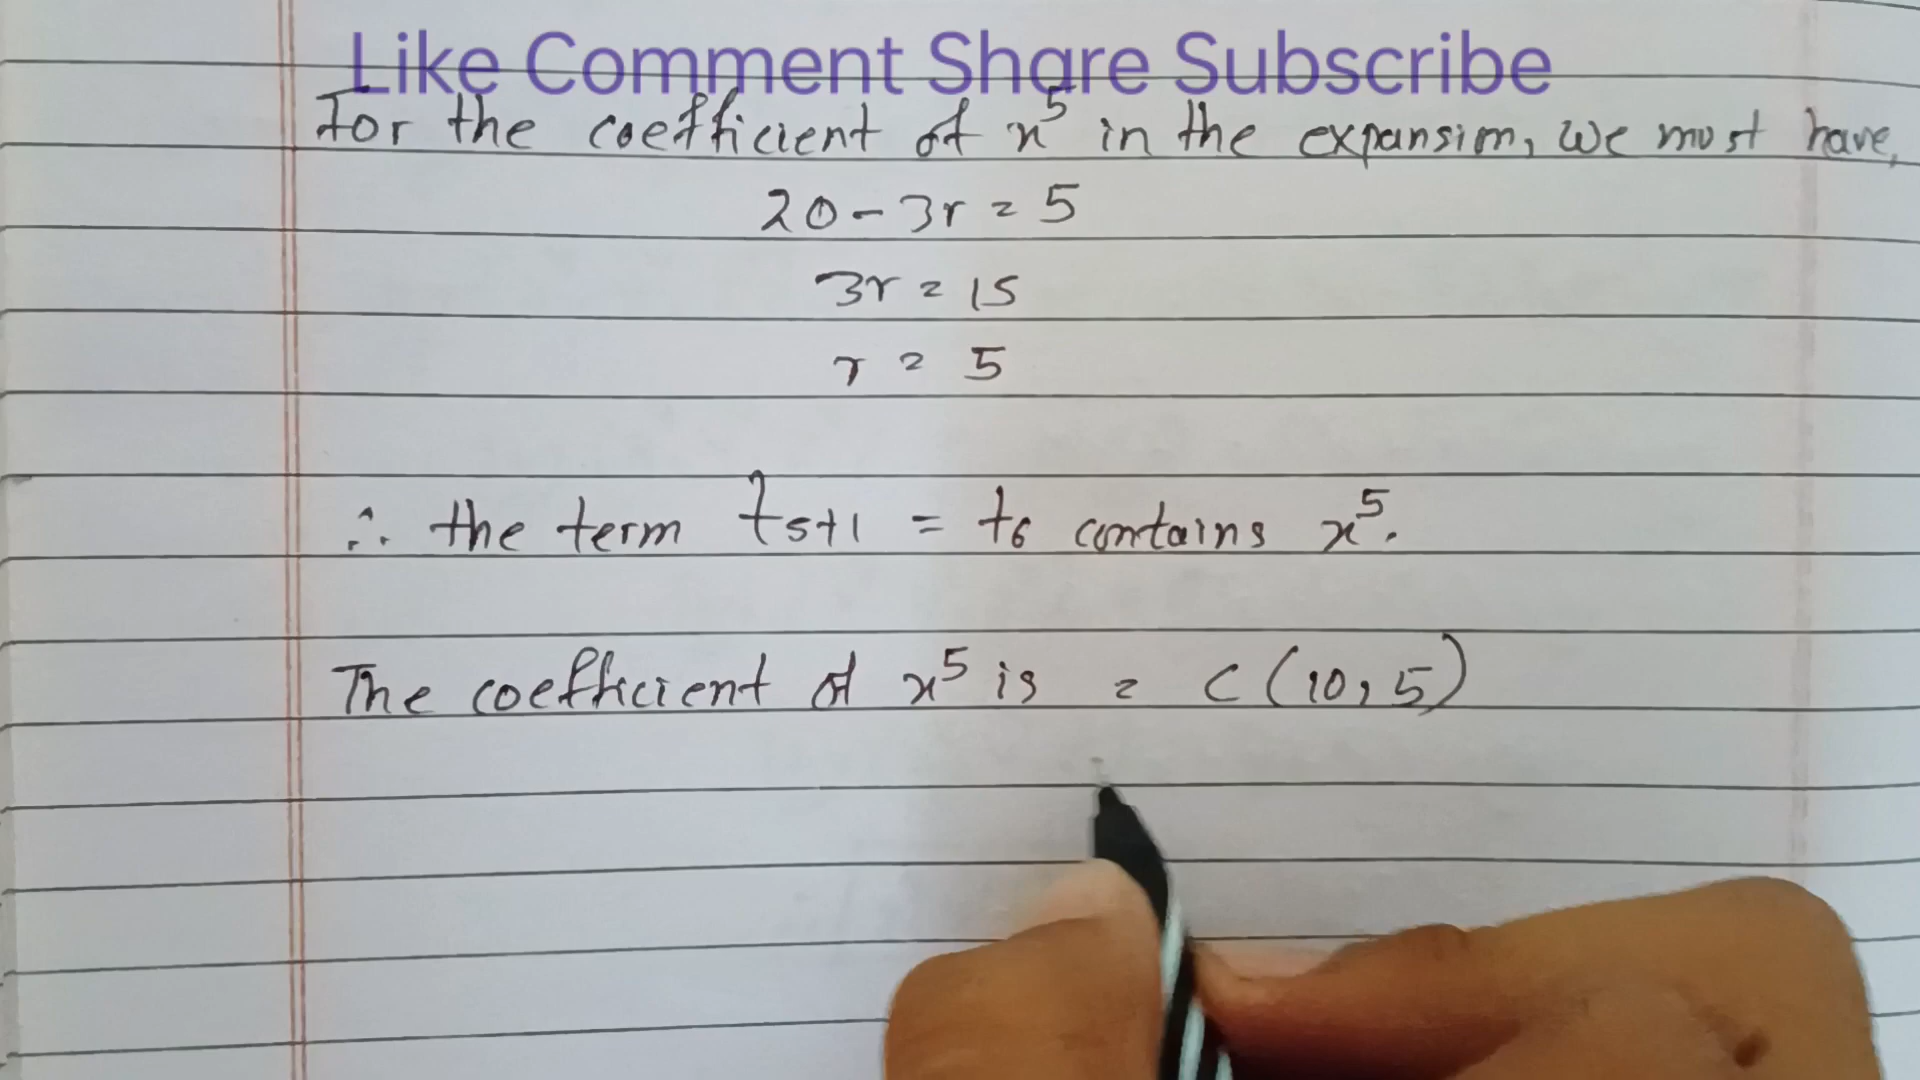 Like Comment Share Subscribe
For the coefficient of x⁵ in the expansion, we must have,
20 - 3r = 5
3r = 15
r = 5
∴ the term t₅₊₁ = t₆ contains x⁵.
The coefficient of x⁵ is = C (10, 5)